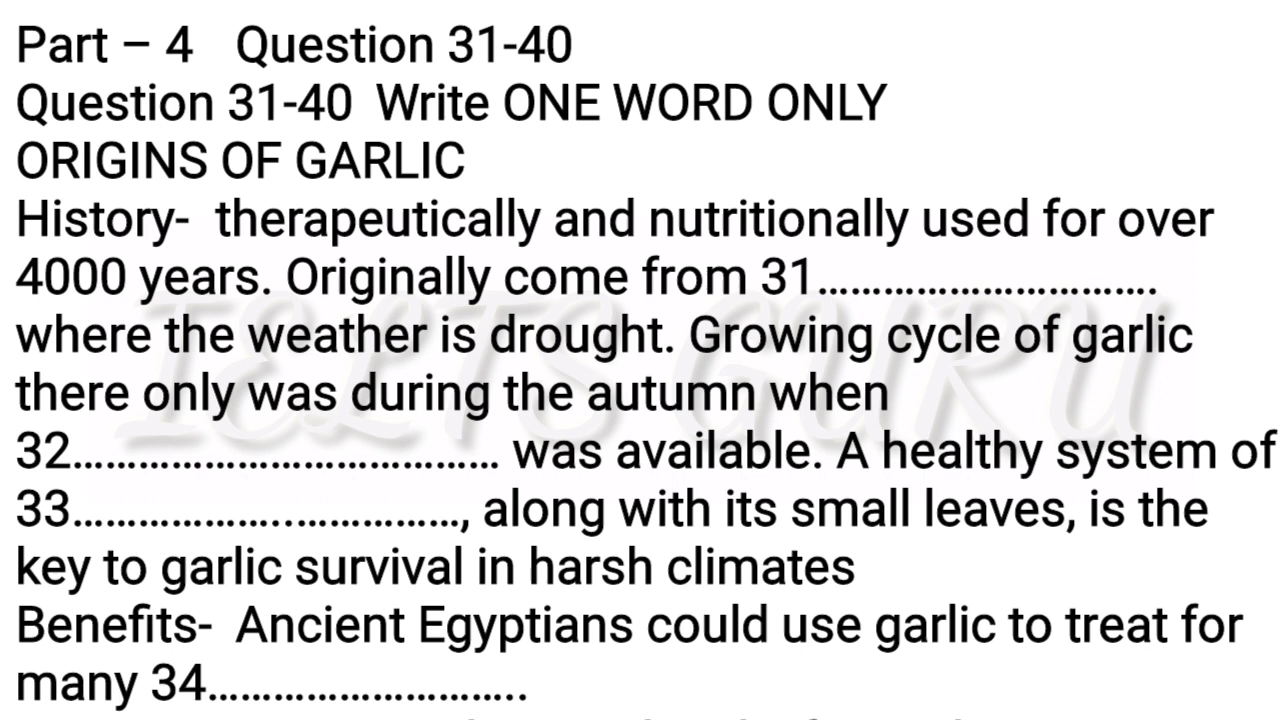 Part – 4 Question 31-40
Question 31-40 Write ONE WORD ONLY
ORIGINS OF GARLIC
History- therapeutically and nutritionally used for over
4000 years. Originally come from 31…………………………….
where the weather is drought. Growing cycle of garlic
there only was during the autumn when
32………………………………… was available. A healthy system of
33………………..……………, along with its small leaves, is the
key to garlic survival in harsh climates
Benefits- Ancient Egyptians could use garlic to treat for
many 34………………………..
IELTS GURU